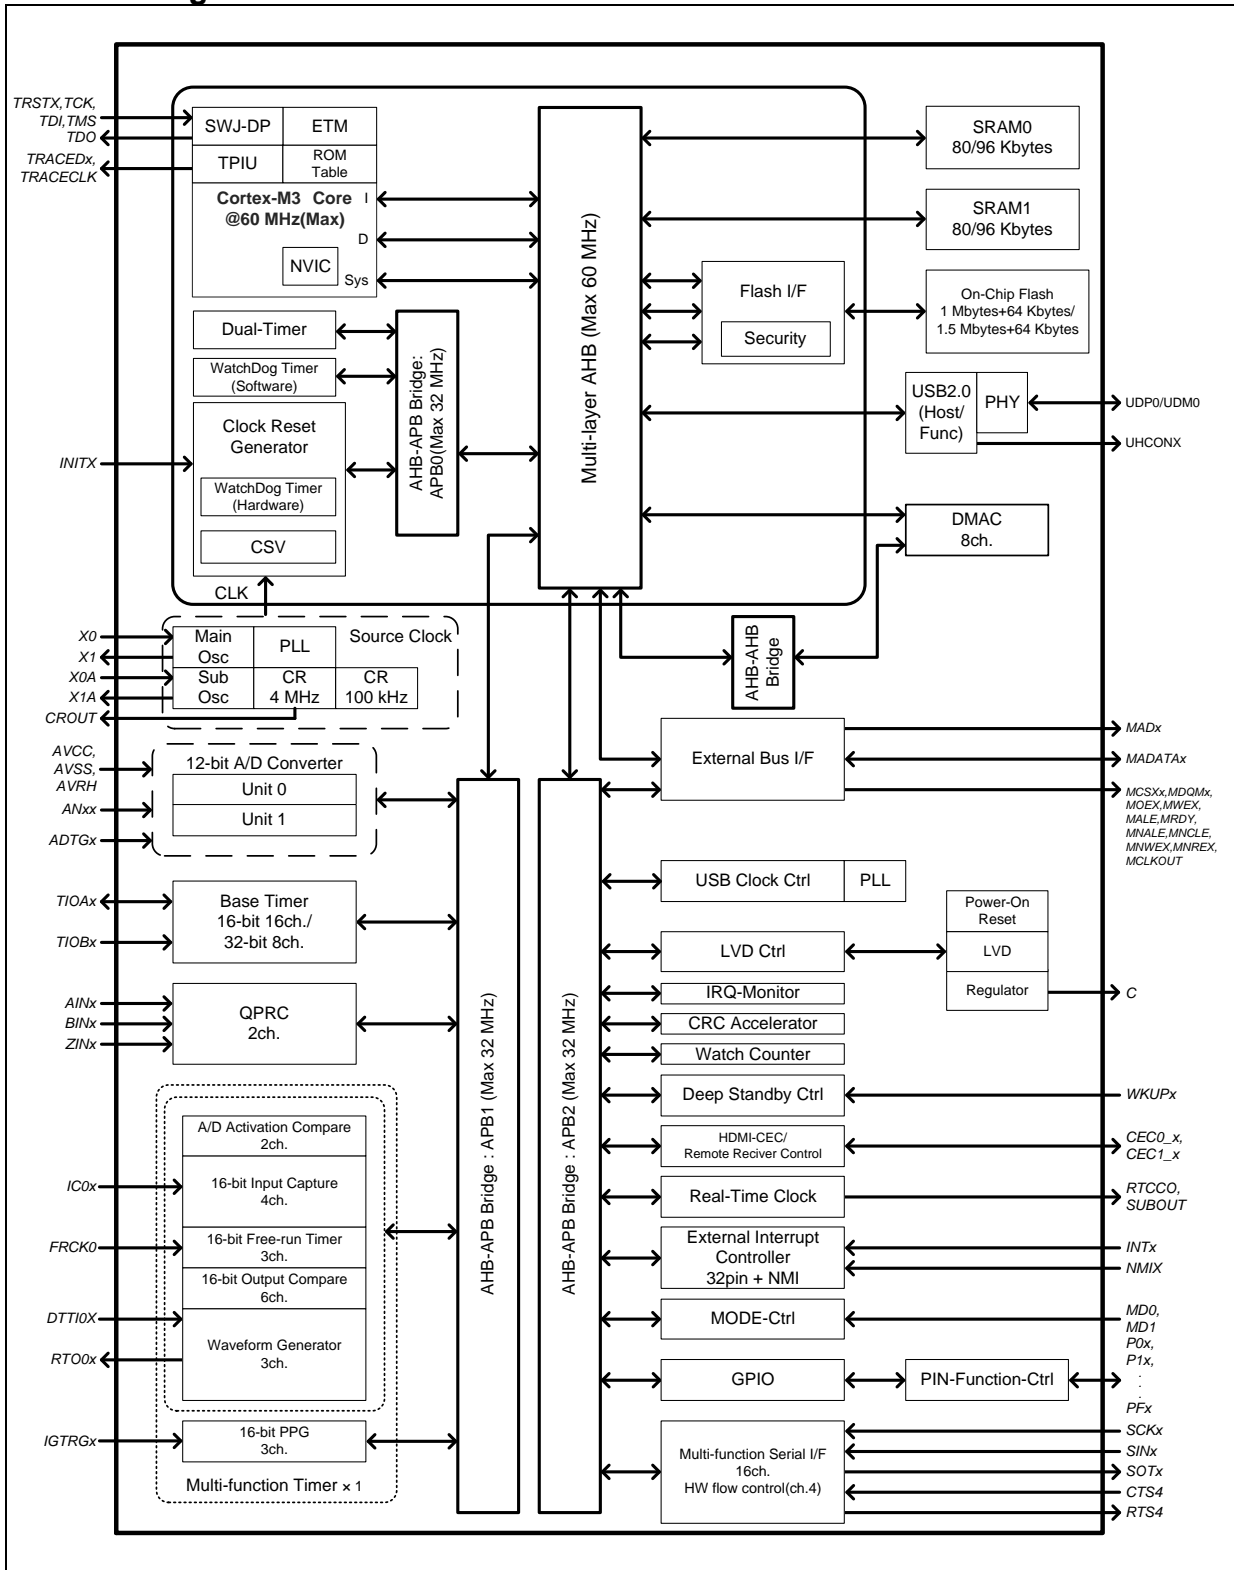 TRSTX,TCK,
TDI,TMS
TDO
TRACEDx,
TRACECLK
SWJ-DP
ETM
TPIU
ROM
Table
Cortex-M3 Core
@60 MHz(Max)
I
D
Sys
NVIC
Dual-Timer
WatchDog Timer
(Software)
Clock Reset
Generator
WatchDog Timer
(Hardware)
CSV
INITX
CLK
AHB-APB Bridge:
APB0(Max 32 MHz)
Multi-layer AHB (Max 60 MHz)
SRAM0
80/96 Kbytes
SRAM1
80/96 Kbytes
Flash I/F
Security
On-Chip Flash
1 Mbytes+64 Kbytes/
1.5 Mbytes+64 Kbytes
USB2.0
(Host/
Func)
PHY
UDP0/UDM0
UHCONX
DMAC
8ch.
AHB-AHB
Bridge
X0
X1
X0A
X1A
CROUT
Main
Osc
PLL
Source Clock
Sub
Osc
CR
4 MHz
CR
100 kHz
AVCC,
AVSS,
AVRH
ANxx
ADTGx
12-bit A/D Converter
Unit 0
Unit 1
TIOAx
TIOBx
Base Timer
16-bit 16ch./
32-bit 8ch.
AINx
BINx
ZINx
QPRC
2ch.
A/D Activation Compare
2ch.
IC0x
16-bit Input Capture
4ch.
FRCK0
16-bit Free-run Timer
3ch.
16-bit Output Compare
6ch.
DTTI0X
RTO0x
Waveform Generator
3ch.
IGTRGx
16-bit PPG
3ch.
Multi-function Timer × 1
AHB-APB Bridge : APB1 (Max 32 MHz)
AHB-APB Bridge : APB2 (Max 32 MHz)
External Bus I/F
MADx
MADATAx
MCSXx,MDQMx,
MOEX,MWEX,
MALE,MRDY,
MNALE,MNCLE,
MNWEX,MNREX,
MCLKOUT
USB Clock Ctrl
PLL
LVD Ctrl
Power-On
Reset
LVD
Regulator
C
IRQ-Monitor
CRC Accelerator
Watch Counter
Deep Standby Ctrl
WKUPx
HDMI-CEC/
Remote Reciver Control
CEC0_x,
CEC1_x
Real-Time Clock
RTCCO,
SUBOUT
External Interrupt
Controller
32pin + NMI
INTx
NMIX
MODE-Ctrl
MD0,
MD1
GPIO
PIN-Function-Ctrl
P0x,
P1x,
.
.
PFx
Multi-function Serial I/F
16ch.
HW flow control(ch.4)
SCKx
SINx
SOTx
CTS4
RTS4